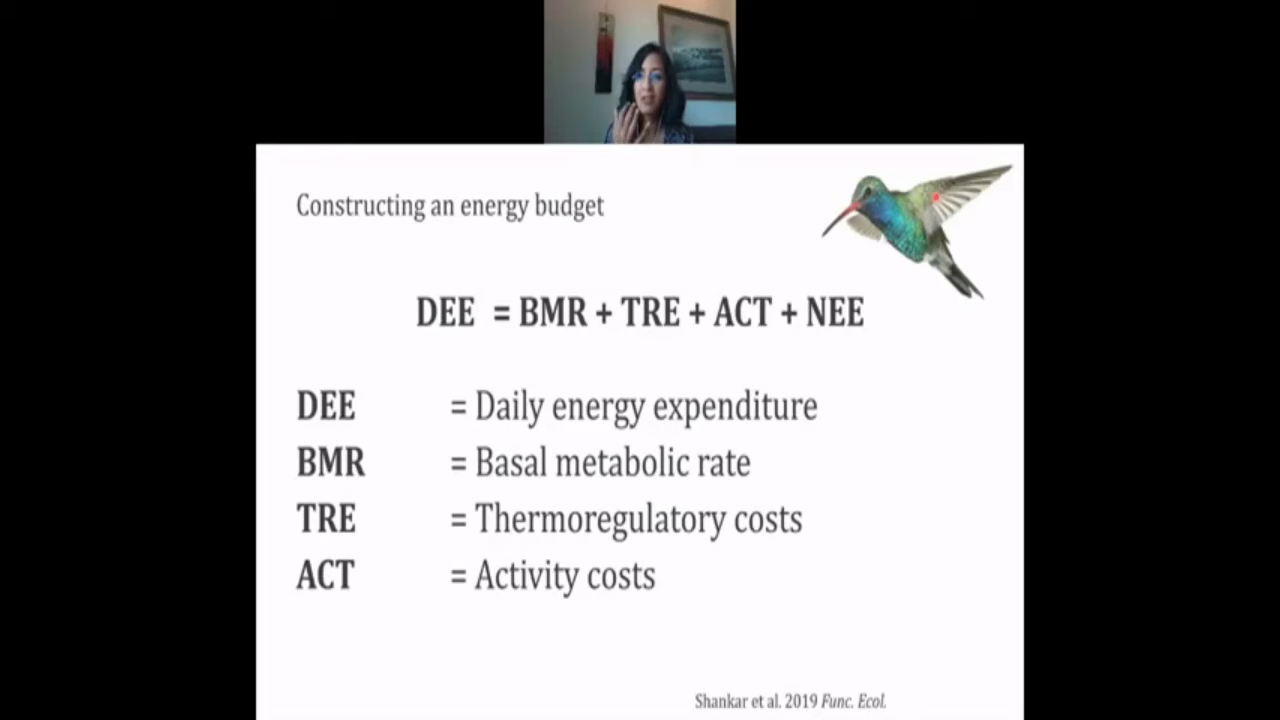 Constructing an energy budget
DEE = BMR + TRE + ACT + NEE
DEE = Daily energy expenditure
BMR = Basal metabolic rate
TRE = Thermoregulatory costs
ACT = Activity costs
Shankar et al. 2019 Func. Ecol.